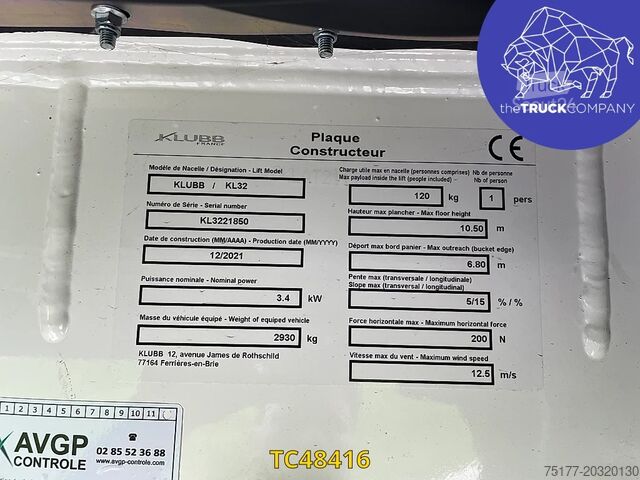 theTRUCKCOMPANY
KLUBB
FRANCE
Plaque
Constructeur
CE
Modèle de Nacelle / Désignation - Lift Model
KLUBB / KL32
Numéro de Série - Serial number
KL3221850
Date de construction (MM/AAAA) - Production date (MM/YYYY)
12/2021
Puissance nominale - Nominal power
3.4 kW
Masse du véhicule équipé - Weight of equiped vehicle
2930 kg
KLUBB 12, avenue James de Rothschild
77164 Ferrières-en-Brie
Charge utile max en nacelle (personnes comprises)
Max payload inside the lift (people included)
120 kg
Nb de personne
Nb of person
1 pers
Hauteur max plancher - Max floor height
10.50 m
Déport max bord panier - Max outreach (bucket edge)
6.80 m
Pente max (transversale / longitudinale)
Slope max (transversal / longitudinal)
5/15 % / %
Force horizontale max - Maximum horizontal force
200 N
Vitesse max du vent - Maximum wind speed
12.5 m/s
1 2 3 4 5 6 7 8 9 10 11
AVGP
CONTROLE
02 85 52 36 88
www.avgp-controle.com
TC48416
75177-20320130